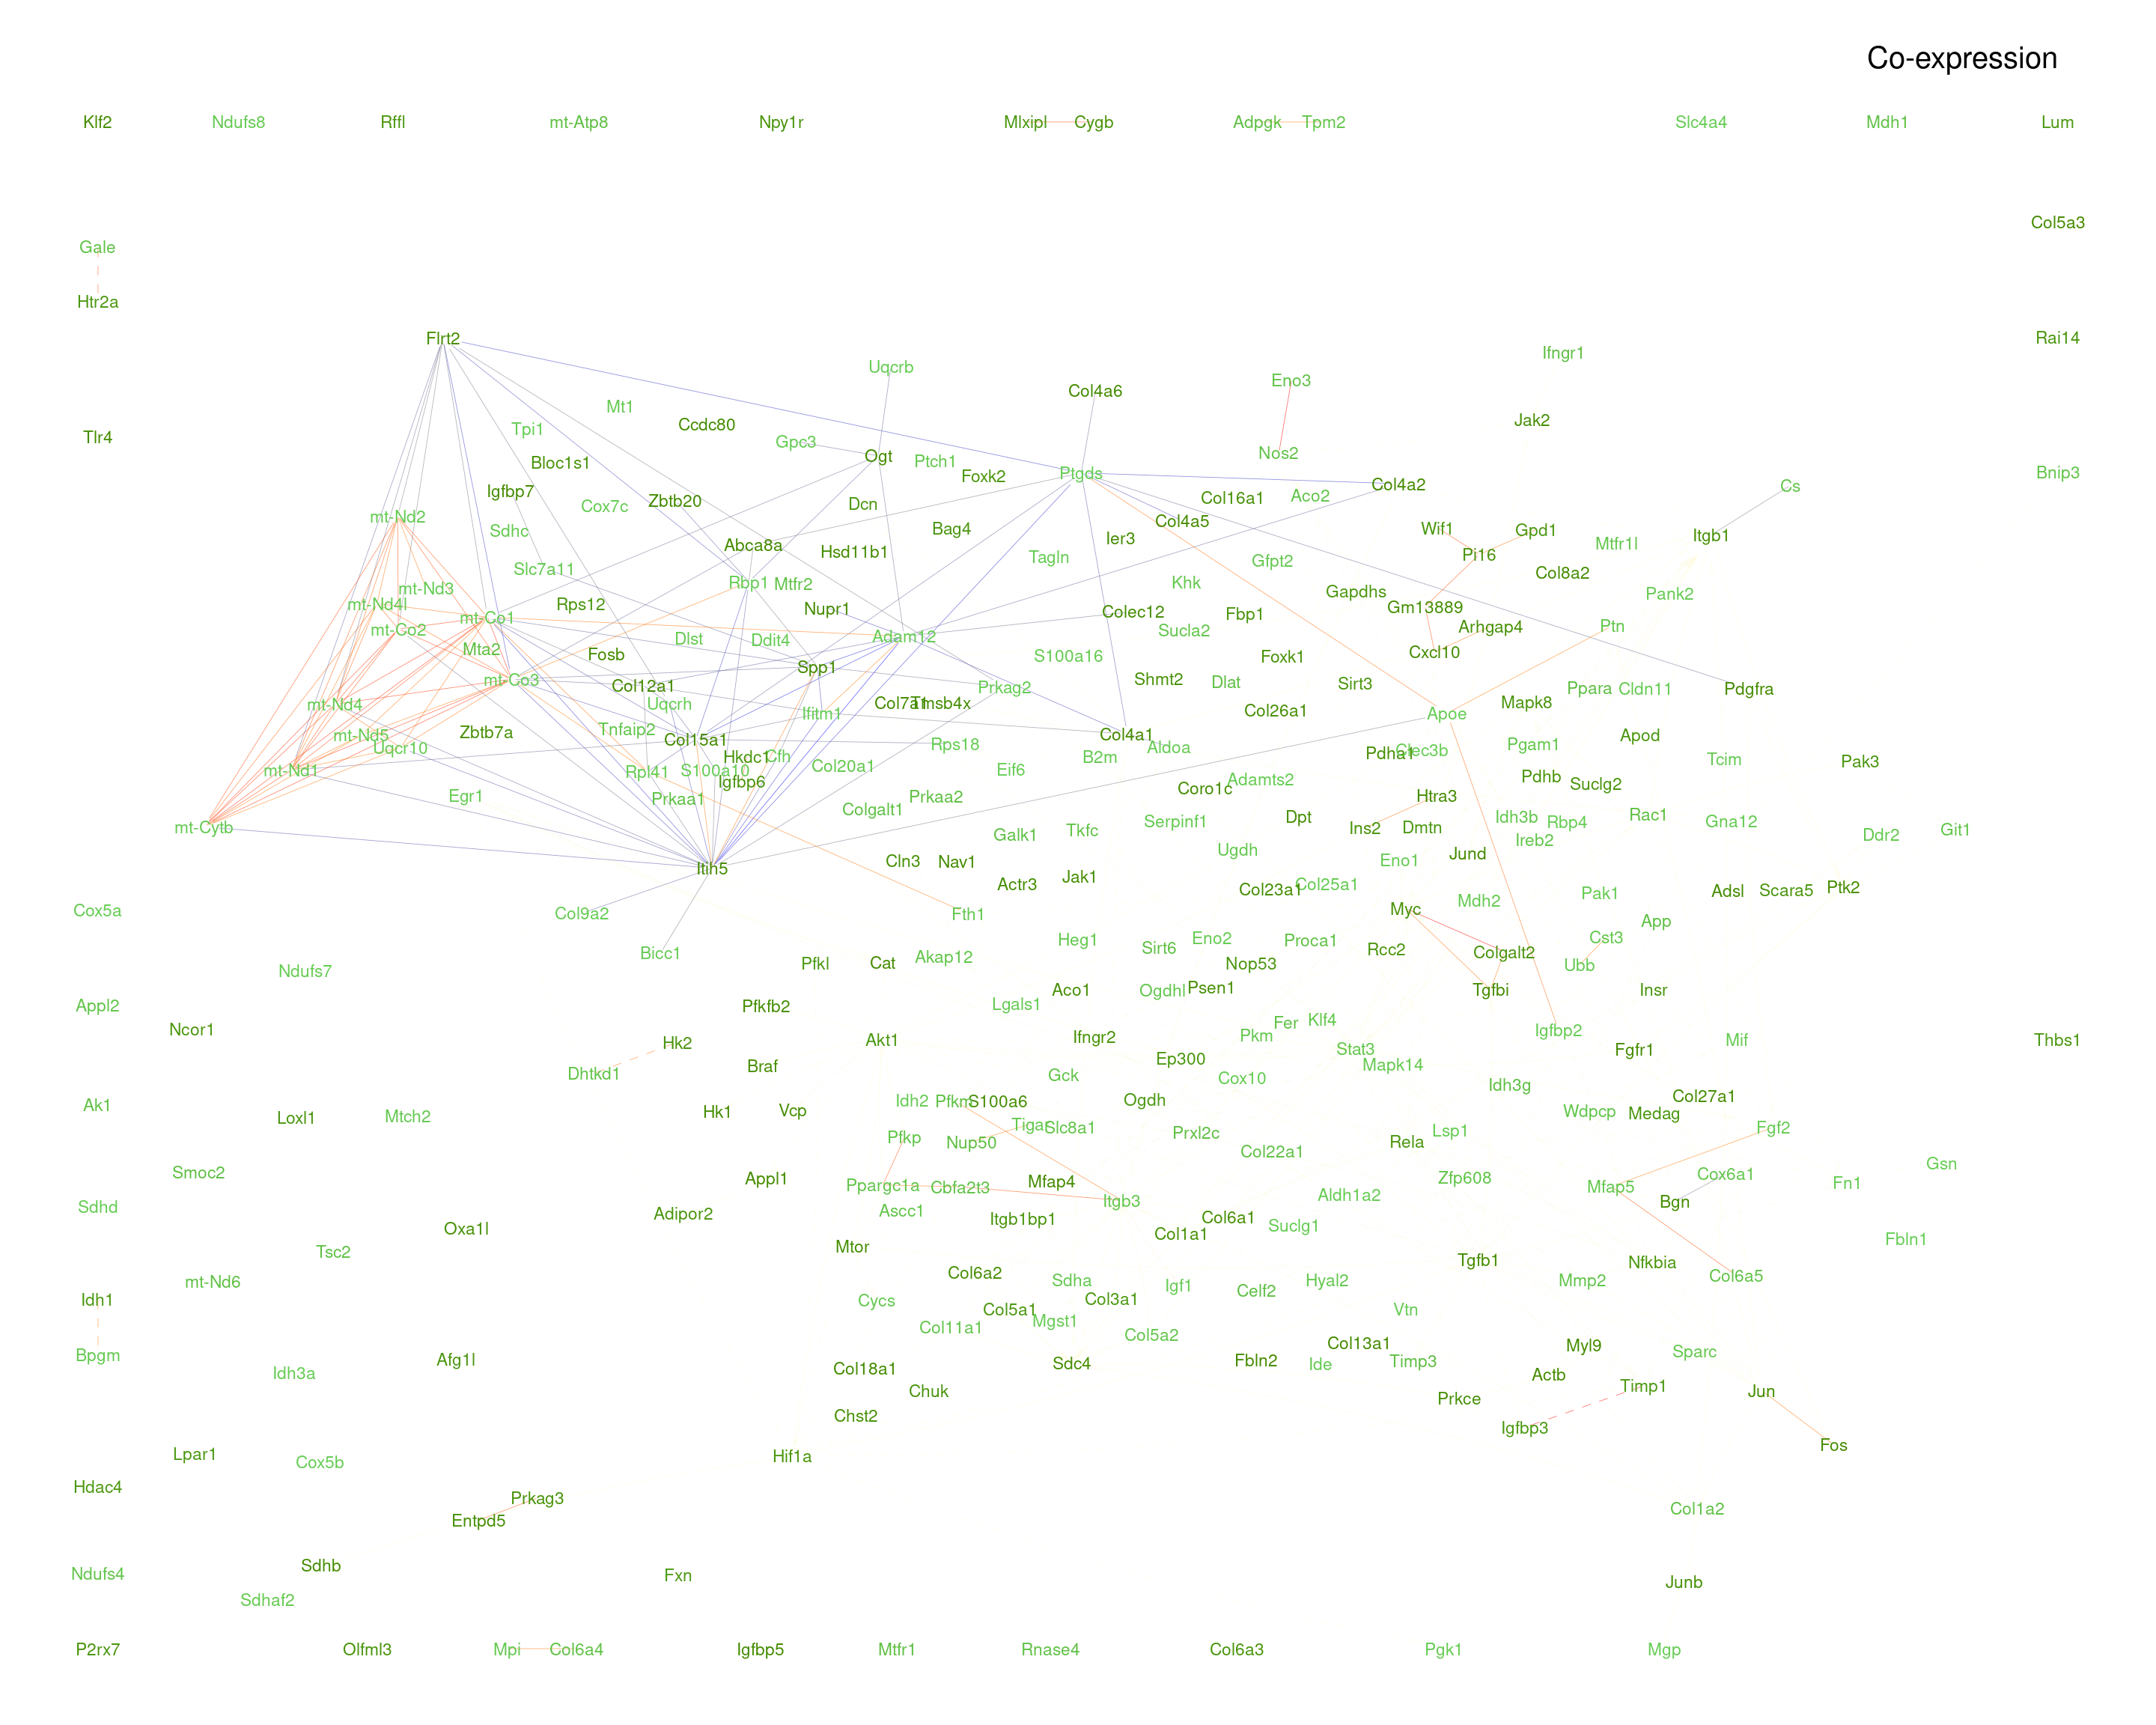 Co-expression
Klf2
Ndufs8
Rffl
mt-Atp8
Npy1r
Mlxipl
Cygb
Adpgk
Tpm2
Slc4a4
Mdh1
Lum
Col5a3
Gale
Htr2a
Flrt2
Rai14
Ifngr1
Uqcrb
Eno3
Col4a6
Mt1
Jak2
Ccdc80
Tpi1
Tlr4
Gpc3
Ogt
Nos2
Ptch1
Bloc1s1
Bnip3
Ptgds
Foxk2
Col4a2
Cs
Igfbp7
Aco2
Col16a1
Zbtb20
Dcn
Cox7c
mt-Nd2
Col4a5
Bag4
Wif1
Gpd1
Sdhc
Itgb1
Ier3
Mtfr1l
Abca8a
Hsd11b1
Pi16
Tagln
Gfpt2
Slc7a11
Col8a2
Rbp1
Mtfr2
Khk
mt-Nd3
Gapdhs
Pank2
mt-Nd4l
Rps12
Nupr1
Gm13889
Colec12
Fbp1
mt-Co1
Ptn
Arhgap4
mt-Co2
Sucla2
Adam12
Dlst
Ddit4
Mta2
Cxcl10
Fosb
S100a16
Foxk1
Spp1
mt-Co3
Shmt2
Dlat
Sirt3
Col12a1
Prkag2
Ppara
Cldn11
Pdgfra
mt-Nd4
Uqcrh
Col7a1
Tmsb4x
Mapk8
Col26a1
Ifitm1
Apoe
Tnfaip2
Zbtb7a
mt-Nd5
Col4a1
Apod
Col15a1
Rps18
Pgam1
Uqcr10
Aldoa
Clec3b
Pdha1
Hkdc1
Cfh
B2m
Tcim
Pak3
Col20a1
mt-Nd1
Rpl41
S100a10
Eif6
Pdhb
Igfbp6
Adamts2
Suclg2
Coro1c
Egr1
Prkaa1
Prkaa2
Htra3
Colgalt1
Rac1
Dpt
Idh3b
Serpinf1
Rbp4
Gna12
mt-Cytb
Ins2
Dmtn
Tkfc
Git1
Galk1
Ddr2
Ireb2
Ugdh
Jund
Cln3
Nav1
Eno1
Itih5
Jak1
Actr3
Col25a1
Ptk2
Col23a1
Adsl
Scara5
Pak1
Mdh2
Myc
Cox5a
Col9a2
Fth1
App
Heg1
Eno2
Proca1
Cst3
Sirt6
Rcc2
Bicc1
Colgalt2
Akap12
Pfkl
Cat
Nop53
Ubb
Ndufs7
Psen1
Aco1
Ogdhl
Tgfbi
Insr
Appl2
Pfkfb2
Lgals1
Klf4
Fer
Ncor1
Igfbp2
Pkm
Ifngr2
Akt1
Mif
Thbs1
Hk2
Stat3
Fgfr1
Ep300
Mapk14
Braf
Dhtkd1
Gck
Cox10
Idh3g
Col27a1
Idh2
Pfkm
S100a6
Ogdh
Ak1
Hk1
Vcp
Wdpcp
Medag
Loxl1
Mtch2
Tigar
Slc8a1
Fgf2
Lsp1
Prxl2c
Pfkp
Nup50
Rela
Col22a1
Gsn
Smoc2
Cox6a1
Appl1
Zfp608
Mfap4
Fn1
Ppargc1a
Cbfa2t3
Mfap5
Aldh1a2
Itgb3
Bgn
Sdhd
Ascc1
Adipor2
Col6a1
Itgb1bp1
Suclg1
Oxa1l
Col1a1
Fbln1
Mtor
Tsc2
Tgfb1
Nfkbia
Col6a2
Col6a5
mt-Nd6
Sdha
Hyal2
Mmp2
Igf1
Celf2
Idh1
Cycs
Col3a1
Col5a1
Vtn
Mgst1
Col11a1
Col5a2
Col13a1
Myl9
Sparc
Bpgm
Afg1l
Fbln2
Timp3
Sdc4
Ide
Col18a1
Idh3a
Actb
Timp1
Chuk
Jun
Prkce
Chst2
Igfbp3
Fos
Lpar1
Hif1a
Cox5b
Hdac4
Prkag3
Col1a2
Entpd5
Sdhb
Ndufs4
Fxn
Junb
Sdhaf2
P2rx7
Olfml3
Mpi
Col6a4
Igfbp5
Mtfr1
Rnase4
Col6a3
Pgk1
Mgp